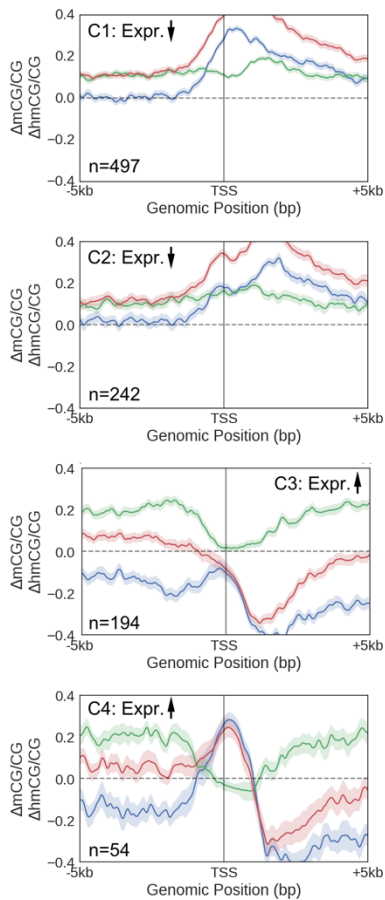 C1: Expr.
ΔmCG/CG
ΔhmCG/CG
0.4
0.2
0.0
−0.2
−0.4
n=497
-5kb TSS +5kb
Genomic Position (bp)
C2: Expr.
ΔmCG/CG
ΔhmCG/CG
0.4
0.2
0.0
−0.2
−0.4
n=242
-5kb TSS +5kb
Genomic Position (bp)
C3: Expr.
ΔmCG/CG
ΔhmCG/CG
0.4
0.2
0.0
−0.2
−0.4
n=194
-5kb TSS +5kb
Genomic Position (bp)
C4: Expr.
ΔmCG/CG
ΔhmCG/CG
0.4
0.2
0.0
−0.2
−0.4
n=54
-5kb TSS +5kb
Genomic Position (bp)